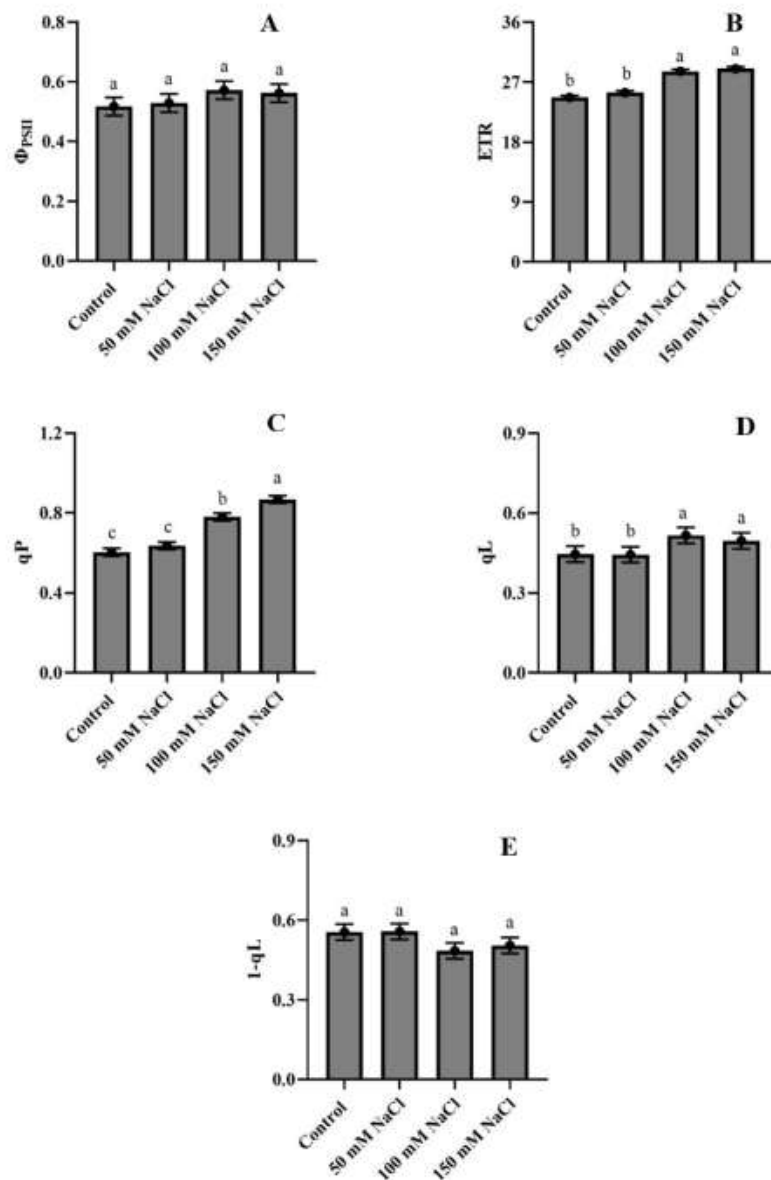 A
0.8
0.6
0.4
0.2
0.0
ΦPSII
a a a a
Control
50 mM NaCl
100 mM NaCl
150 mM NaCl
B
36
27
18
9
0
ETR
b b a a
Control
50 mM NaCl
100 mM NaCl
150 mM NaCl
C
1.2
0.8
0.4
0.0
qP
c c b a
Control
50 mM NaCl
100 mM NaCl
150 mM NaCl
D
0.9
0.6
0.3
0.0
qL
b b a a
Control
50 mM NaCl
100 mM NaCl
150 mM NaCl
E
0.9
0.6
0.3
0.0
1-qL
a a a a
Control
50 mM NaCl
100 mM NaCl
150 mM NaCl